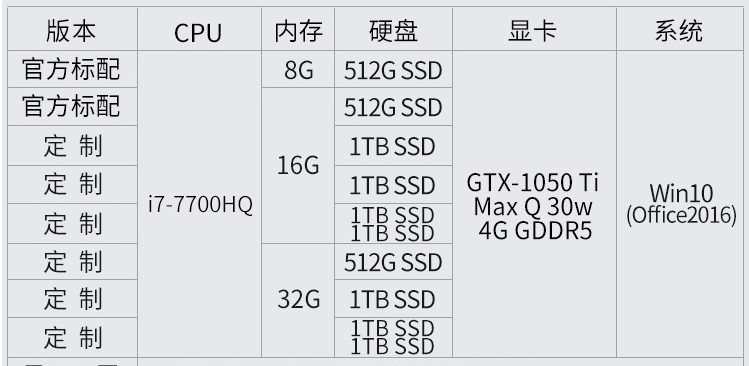 版本 CPU 内存 硬盘 显卡 系统
官方标配 8G 512G SSD
官方标配 512G SSD
定 制 1TB SSD
16G
定 制 1TB SSD
i7-7700HQ
GTX-1050 Ti
Max Q 30w
4G GDDR5
Win10
(Office2016)
定 制 1TB SSD
1TB SSD
定 制 512G SSD
定 制 32G 1TB SSD
定 制 1TB SSD
1TB SSD